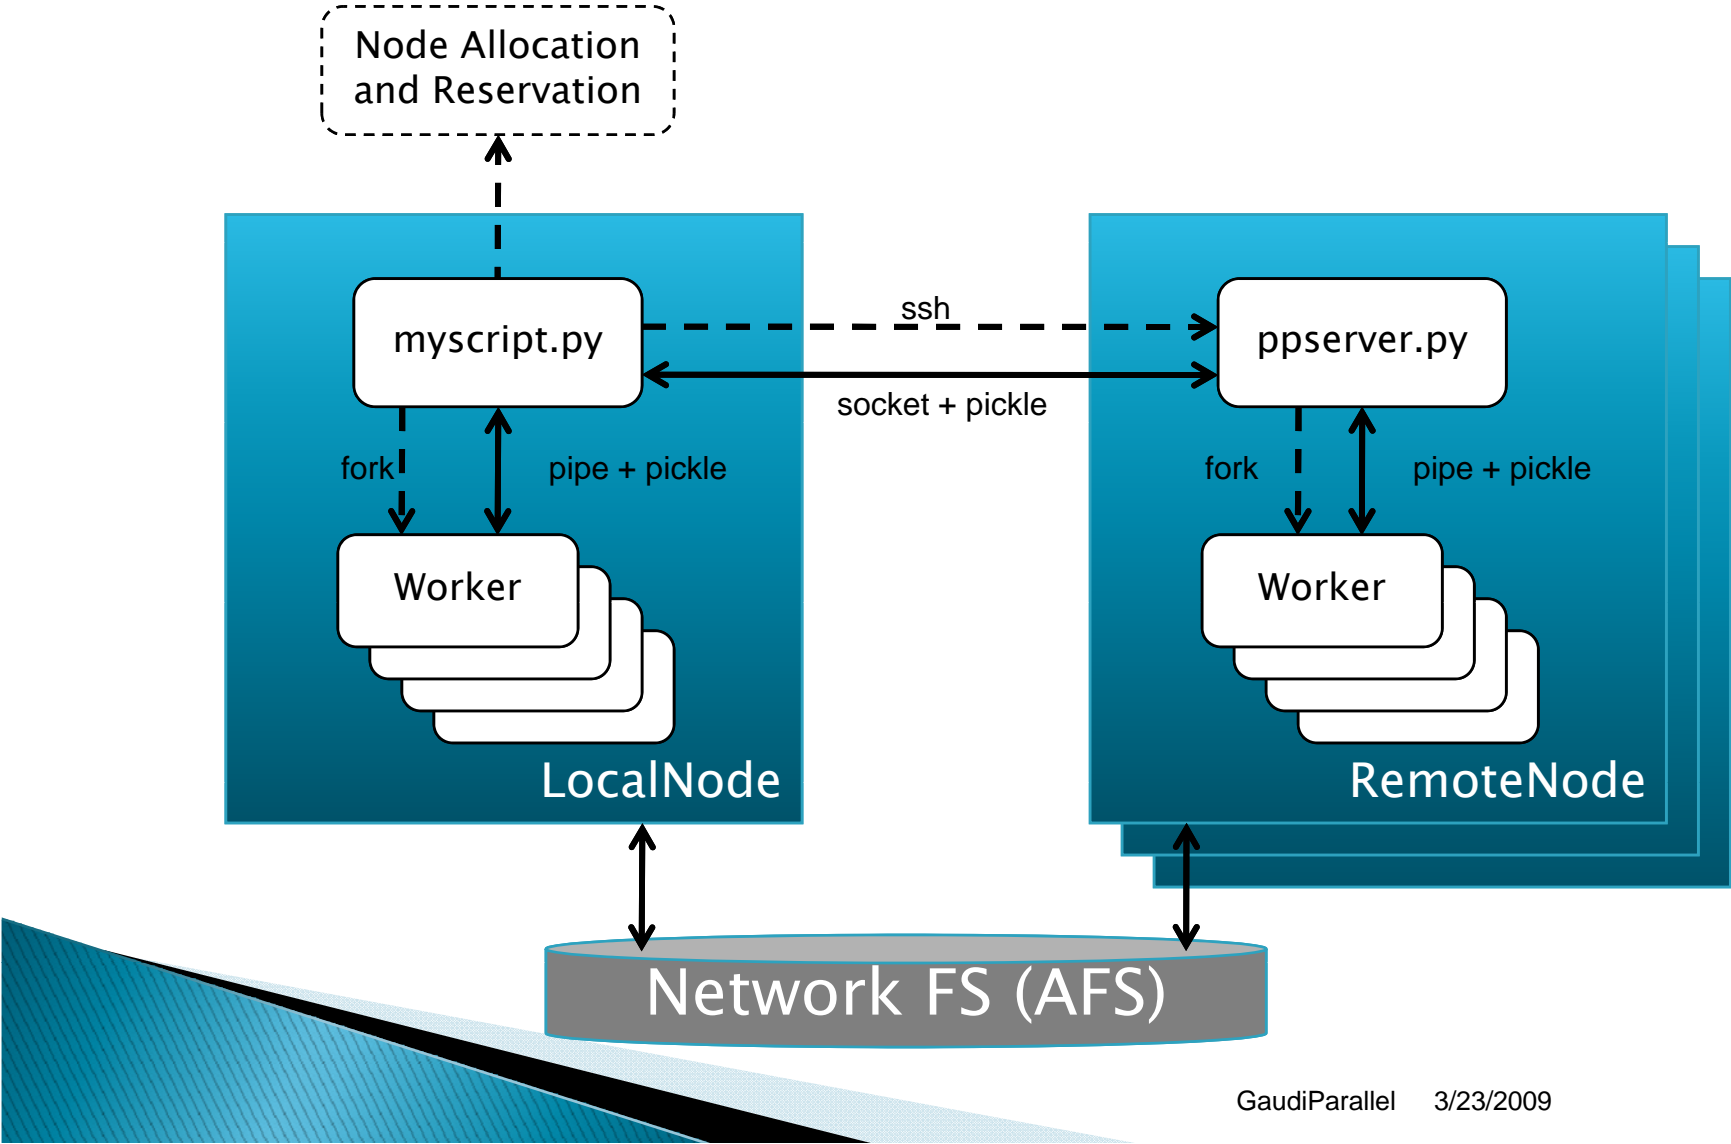 Node Allocation
and Reservation
myscript.py
ssh
ppserver.py
socket + pickle
fork
pipe + pickle
fork
pipe + pickle
Worker
Worker
LocalNode
RemoteNode
Network FS (AFS)
GaudiParallel 3/23/2009